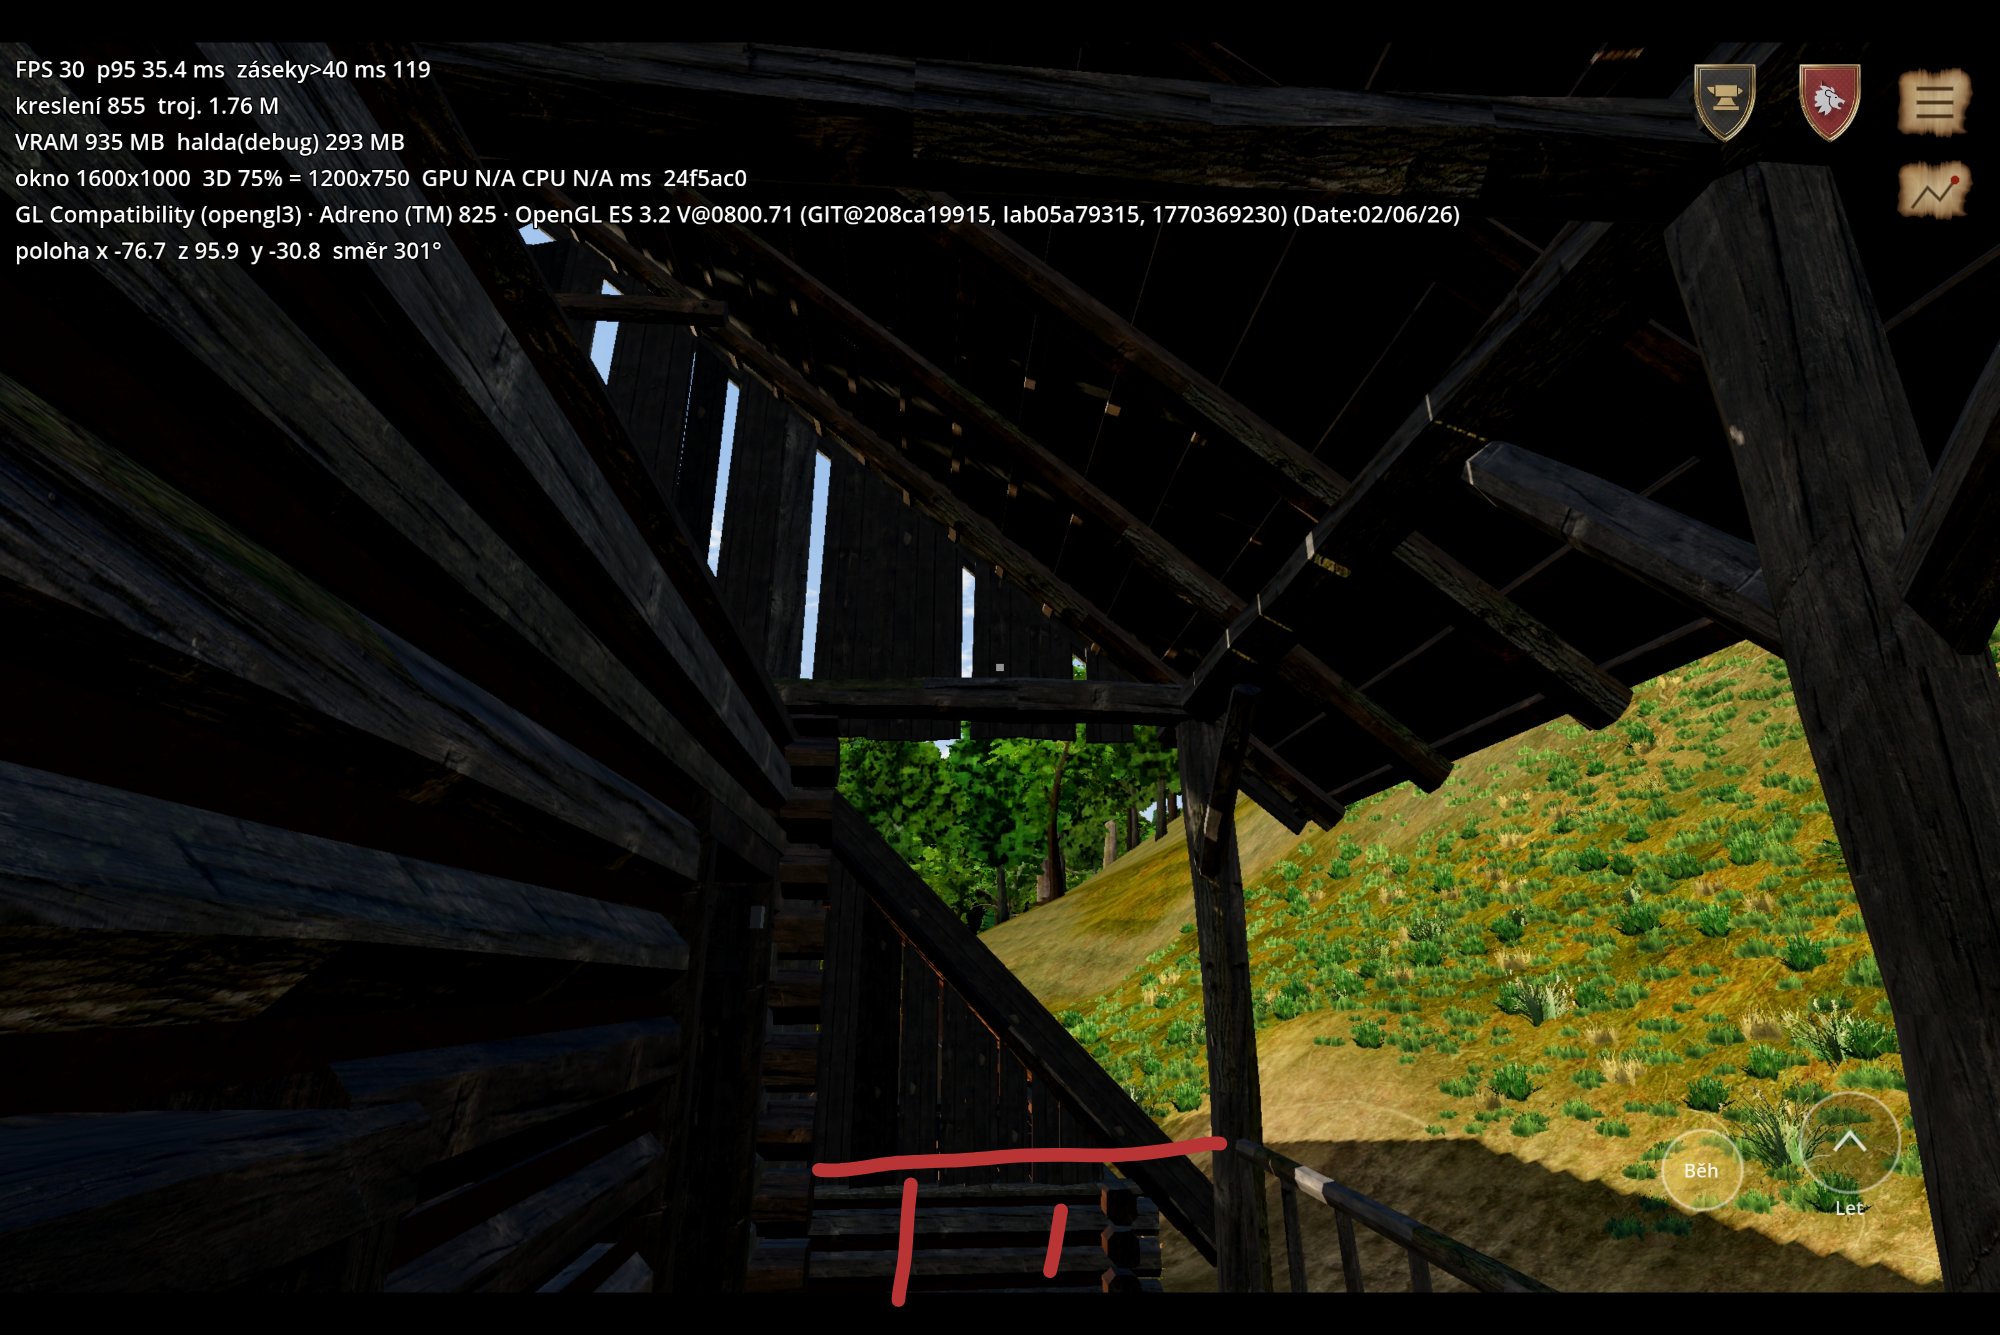 FPS 30  p95 35.4 ms  záseky>40 ms 119
kreslení 855  troj. 1.76 M
VRAM 935 MB  halda(debug) 293 MB
okno 1600x1000  3D 75% = 1200x750  GPU N/A CPU N/A ms  24f5ac0
GL Compatibility (opengl3) · Adreno (TM) 825 · OpenGL ES 3.2 V@0800.71 (GIT@208ca19915, Iab05a79315, 1770369230) (Date:02/06/26)
poloha x -76.7  z 95.9  y -30.8  směr 301°
Běh
Let